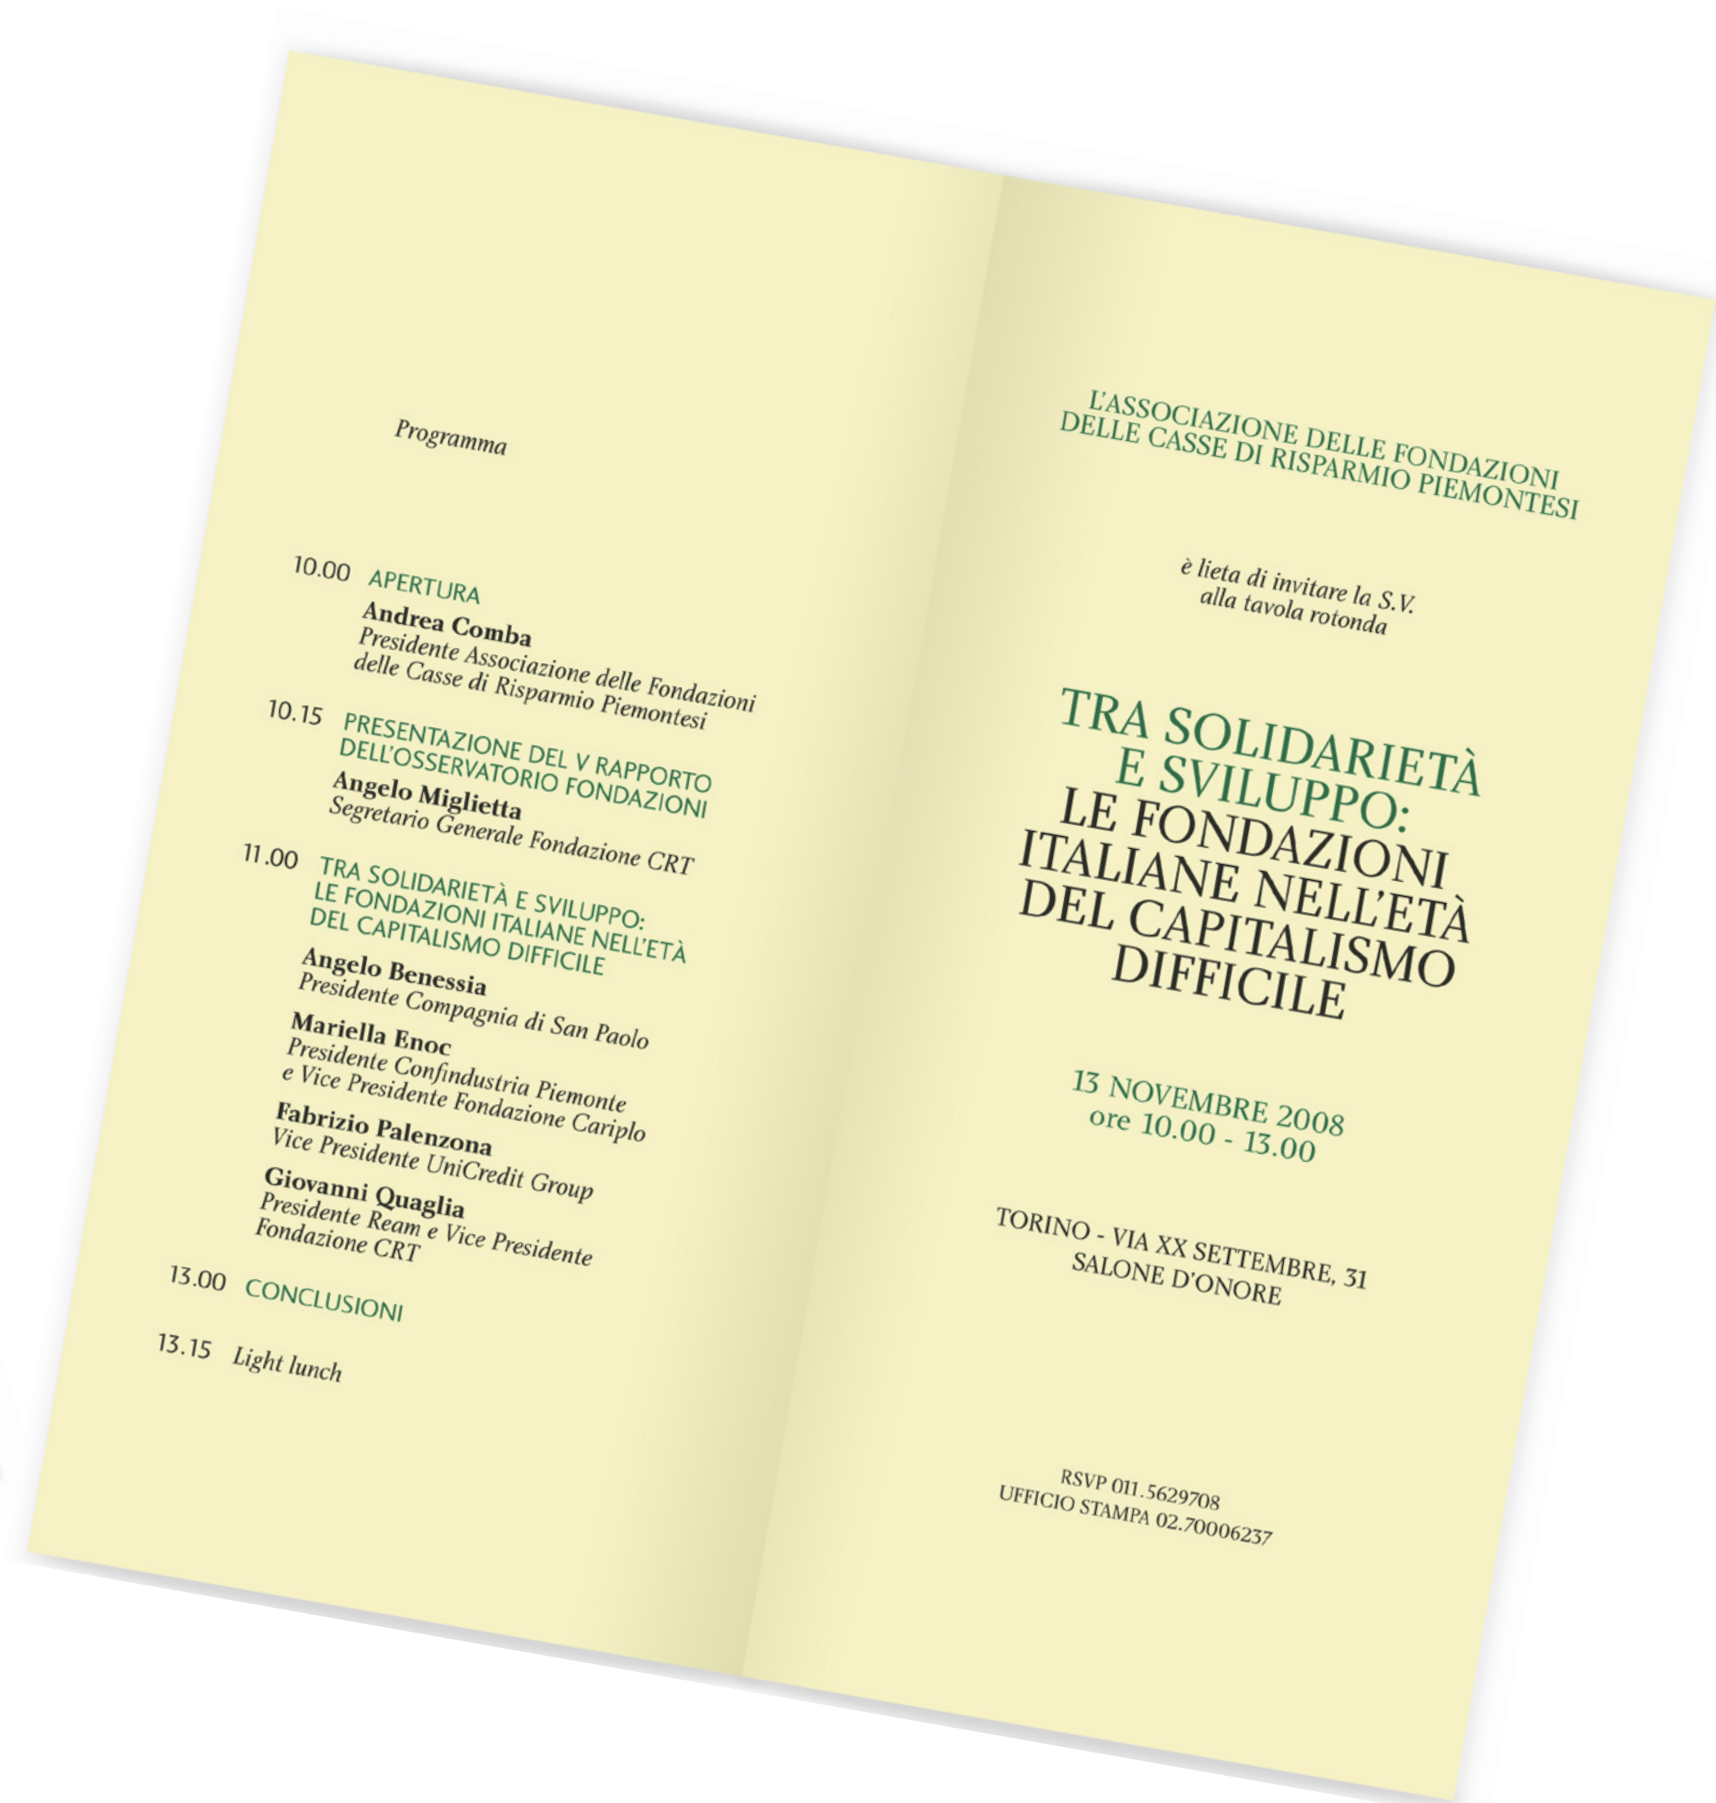 Programma
10.00 APERTURA
Andrea Comba
Presidente Associazione delle Fondazioni
delle Casse di Risparmio Piemontesi
10.15 PRESENTAZIONE DEL V RAPPORTO
DELL'OSSERVATORIO FONDAZIONI
Angelo Miglietta
Segretario Generale Fondazione CRT
11.00 TRA SOLIDARIETÀ E SVILUPPO:
LE FONDAZIONI ITALIANE NELL'ETÀ
DEL CAPITALISMO DIFFICILE
Angelo Benessia
Presidente Compagnia di San Paolo
Mariella Enoc
Presidente Confindustria Piemonte
e Vice Presidente Fondazione Cariplo
Fabrizio Palenzona
Vice Presidente UniCredit Group
Giovanni Quaglia
Presidente Ream e Vice Presidente
Fondazione CRT
13.00 CONCLUSIONI
13.15 Light lunch
L'ASSOCIAZIONE DELLE FONDAZIONI
DELLE CASSE DI RISPARMIO PIEMONTESI
è lieta di invitare la S.V.
alla tavola rotonda
TRA SOLIDARIETÀ
E SVILUPPO:
LE FONDAZIONI
ITALIANE NELL'ETÀ
DEL CAPITALISMO
DIFFICILE
13 NOVEMBRE 2008
ore 10.00 - 13.00
TORINO - VIA XX SETTEMBRE, 31
SALONE D'ONORE
RSVP 011.5629708
UFFICIO STAMPA 02.70006237